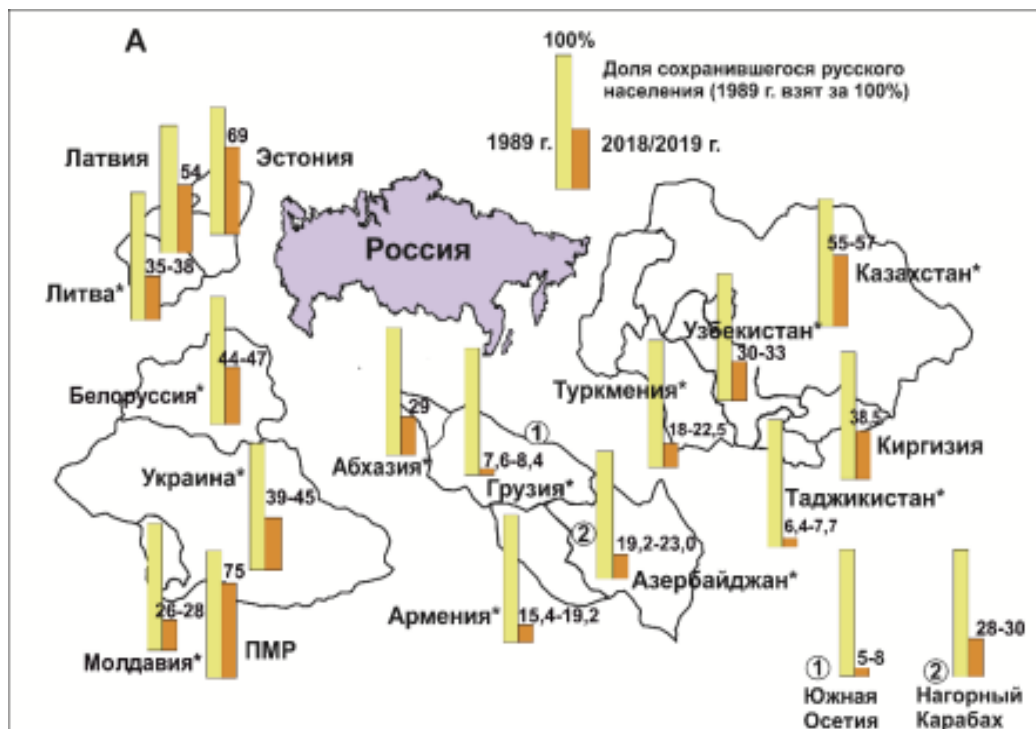 А
100%
Доля сохранившегося русского
населения (1989 г. взят за 100%)
1989 г.
2018/2019 г.
Латвия
54
69
Эстония
35-38
Литва*
Россия
55-57
Казахстан*
Узбекистан*
30-33
44-47
Белоруссия*
Туркмения*
18-22,5
38,5
Киргизия
29
Абхазия*
1
7,6-8,4
Грузия*
Украина*
39-45
Таджикистан*
6,4-7,7
2
19,2-23,0
Азербайджан*
26-28
Молдавия*
75
ПМР
Армения*
15,4-19,2
1
5-8
Южная
Осетия
2
28-30
Нагорный
Карабах